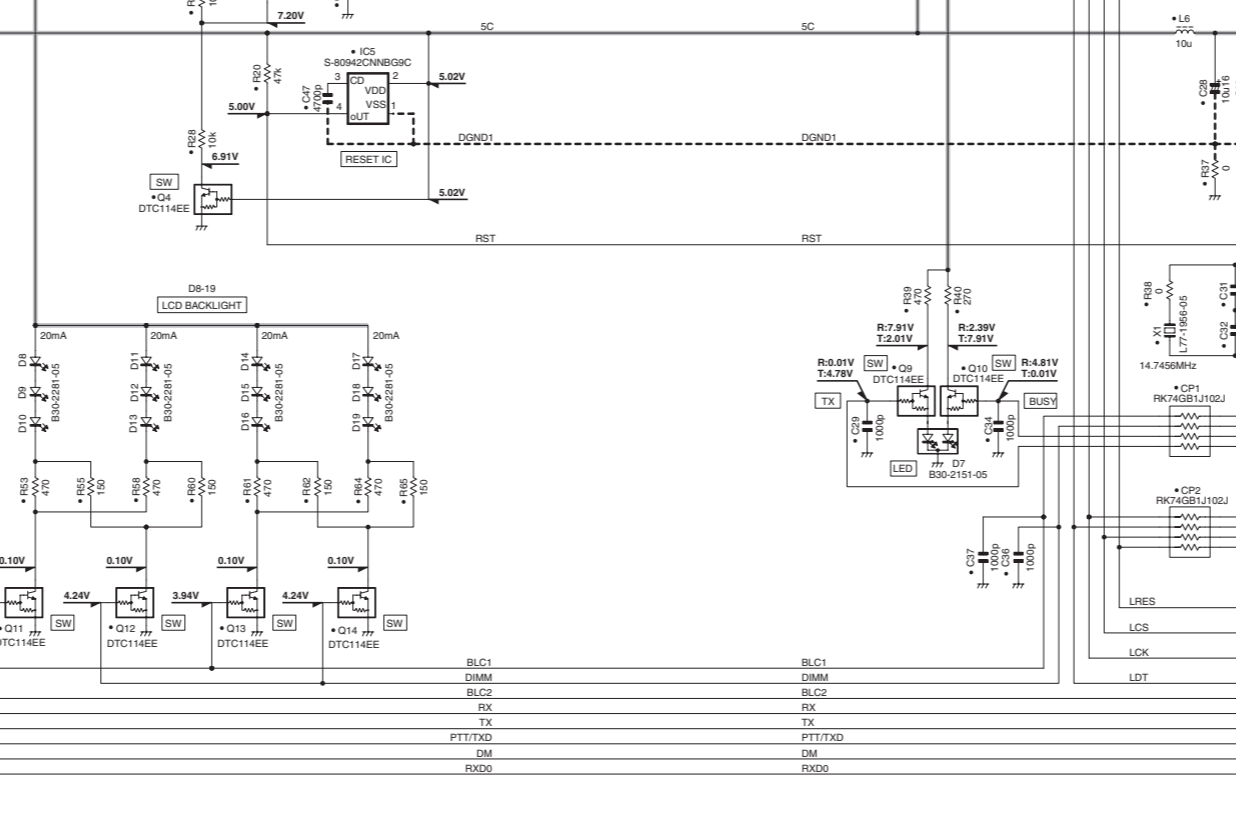 7.20V
5C
5C
• L6
10u
• IC5
S-80942CNNBG9C
• R20
47k
• C47
4700p
3
CD
2
VDD
VSS
1
4
oUT
5.02V
5.00V
• C28
10u16
DGND1
DGND1
RESET IC
• R28
10k
6.91V
• R37
0
SW
• Q4
DTC114EE
5.02V
RST
RST
D8-19
LCD BACKLIGHT
20mA
20mA
20mA
20mA
D8
D9
D10
B30-2281-05
D11
D12
D13
B30-2281-05
D14
D15
D16
B30-2281-05
D17
D18
D19
B30-2281-05
• R39
470
• R40
270
R:7.91V
T:2.01V
R:2.39V
T:7.91V
R:0.01V
T:4.78V
SW
• Q9
DTC114EE
• Q10
DTC114EE
SW
R:4.81V
T:0.01V
TX
BUSY
• C29
1000p
• C34
1000p
LED
D7
B30-2151-05
• R38
0
• X1
L77-1956-05
• C31
• C32
14.7456MHz
• CP1
RK74GB1J102J
• CP2
RK74GB1J102J
• R53
470
• R55
150
• R58
470
• R60
150
• R61
470
• R62
150
• R64
470
• R65
150
0.10V
0.10V
0.10V
0.10V
• C37
1000p
• C36
1000p
4.24V
3.94V
4.24V
• Q11
DTC114EE
SW
• Q12
DTC114EE
SW
• Q13
DTC114EE
SW
• Q14
DTC114EE
SW
LRES
LCS
LCK
LDT
BLC1
BLC1
DIMM
DIMM
BLC2
BLC2
RX
RX
TX
TX
PTT/TXD
PTT/TXD
DM
DM
RXD0
RXD0